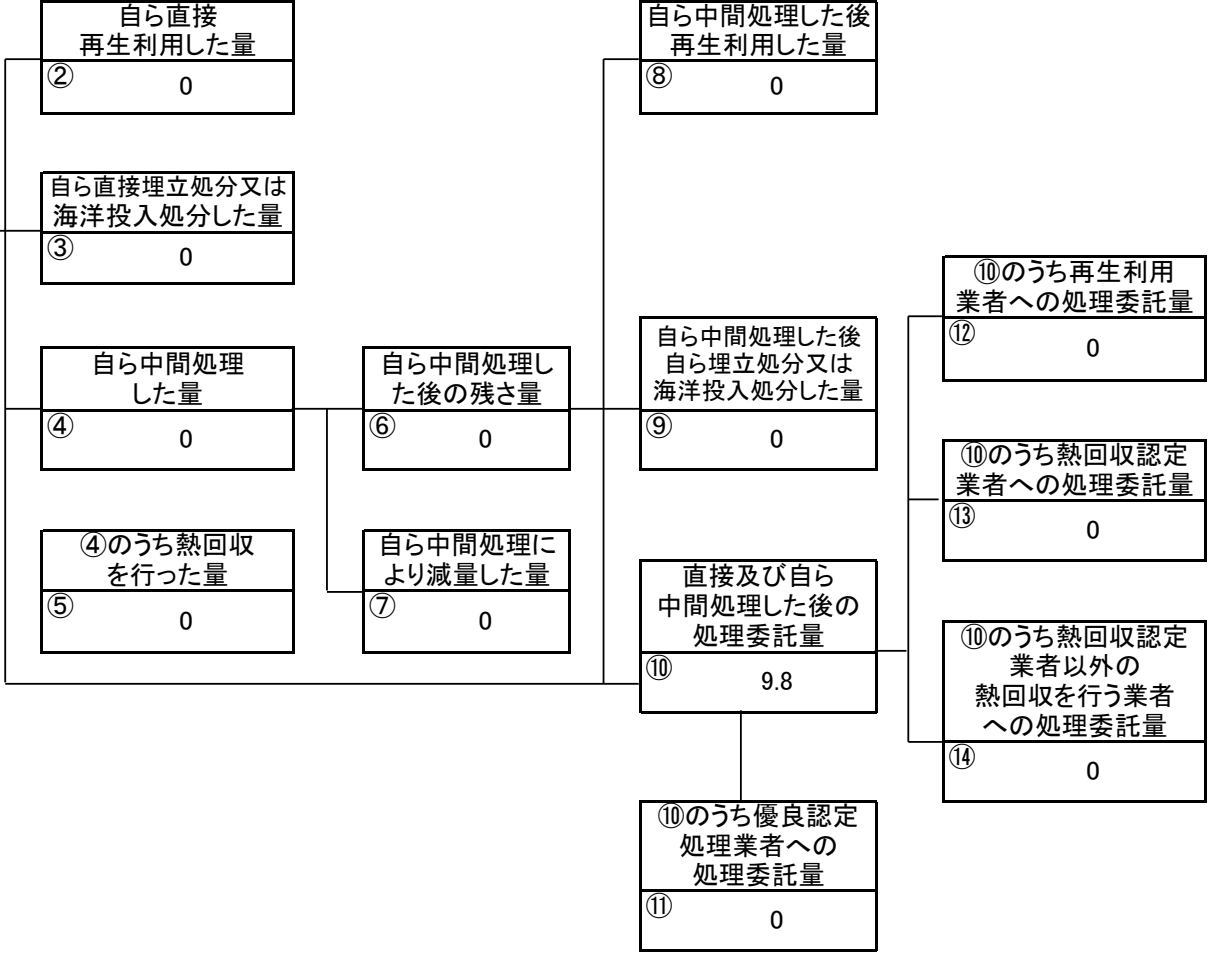 自ら直接
再生利用した量
②
0
自ら中間処理した後
再生利用した量
⑧
0
自ら直接埋立処分又は
海洋投入処分した量
③
0
⑩のうち再生利用
業者への処理委託量
⑫
0
自ら中間処理
した量
④
0
自ら中間処理し
た後の残さ量
⑥
0
自ら中間処理した後
自ら埋立処分又は
海洋投入処分した量
⑨
0
⑩のうち熱回収認定
業者への処理委託量
⑬
0
④のうち熱回収
を行った量
⑤
0
自ら中間処理に
より減量した量
⑦
0
直接及び自ら
中間処理した後の
処理委託量
⑩
9.8
⑩のうち熱回収認定
業者以外の
熱回収を行う業者
への処理委託量
⑭
0
⑩のうち優良認定
処理業者への
処理委託量
⑪
0